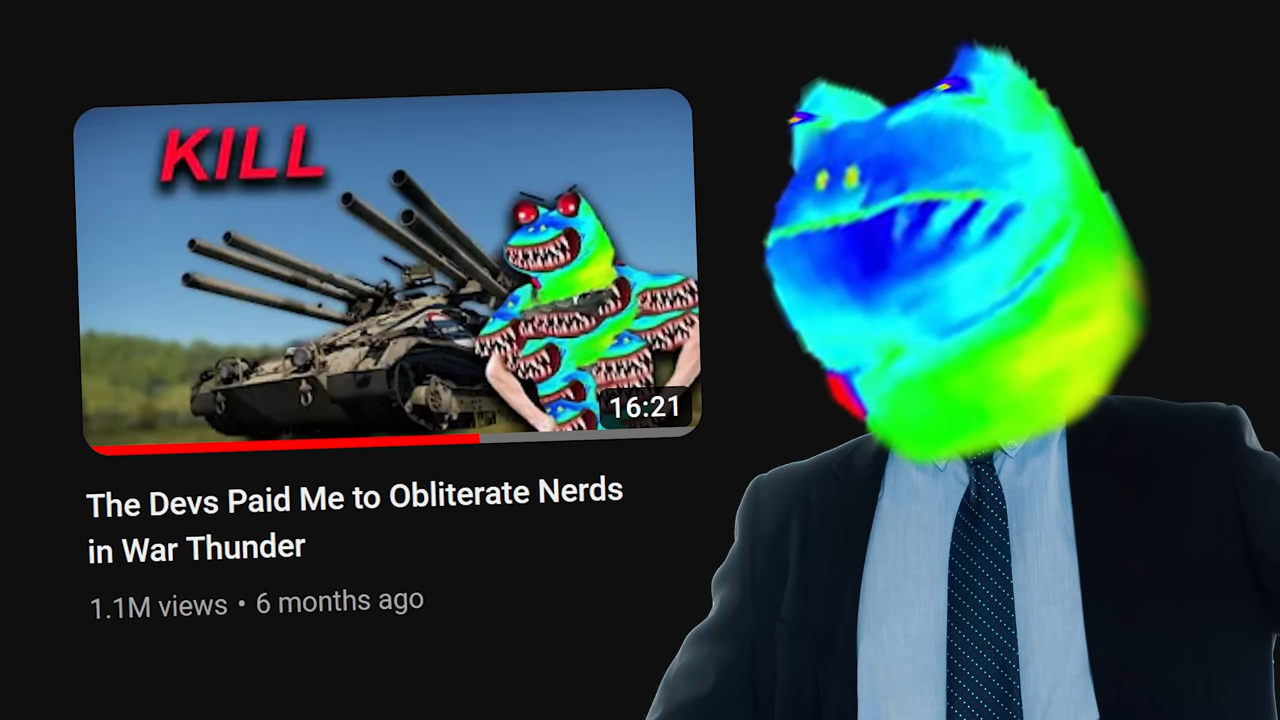 KILL
16:21
The Devs Paid Me to Obliterate Nerds
in War Thunder
1.1M views • 6 months ago